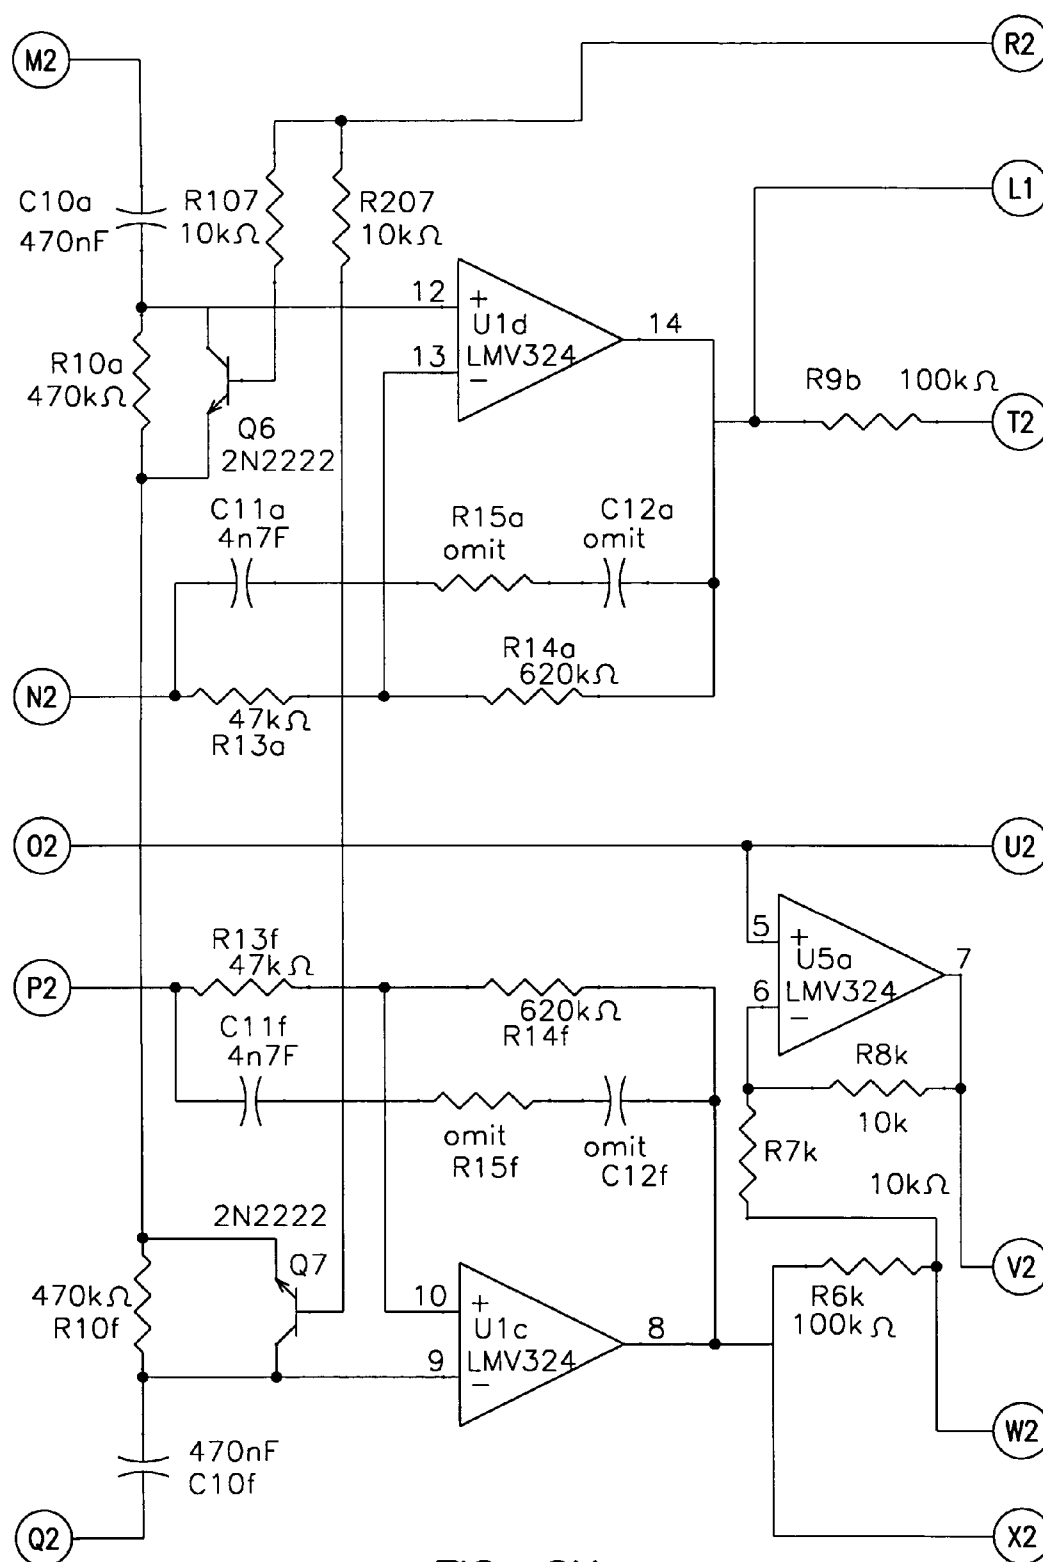 M2
R2
C10a
470nF
R107
10kΩ
R207
10kΩ
L1
12
+
U1d
LMV324
13
−
14
R10a
470kΩ
R9b
100kΩ
T2
Q6
2N2222
C11a
4n7F
R15a
omit
C12a
omit
R14a
620kΩ
N2
47kΩ
R13a
O2
U2
5
+
U5a
LMV324
6
−
7
R13f
47kΩ
P2
620kΩ
R14f
C11f
4n7F
R8k
10k
omit
R15f
omit
C12f
R7k
10kΩ
2N2222
Q7
V2
470kΩ
R10f
10
+
U1c
LMV324
9
−
8
R6k
100kΩ
W2
470nF
C10f
Q2
X2